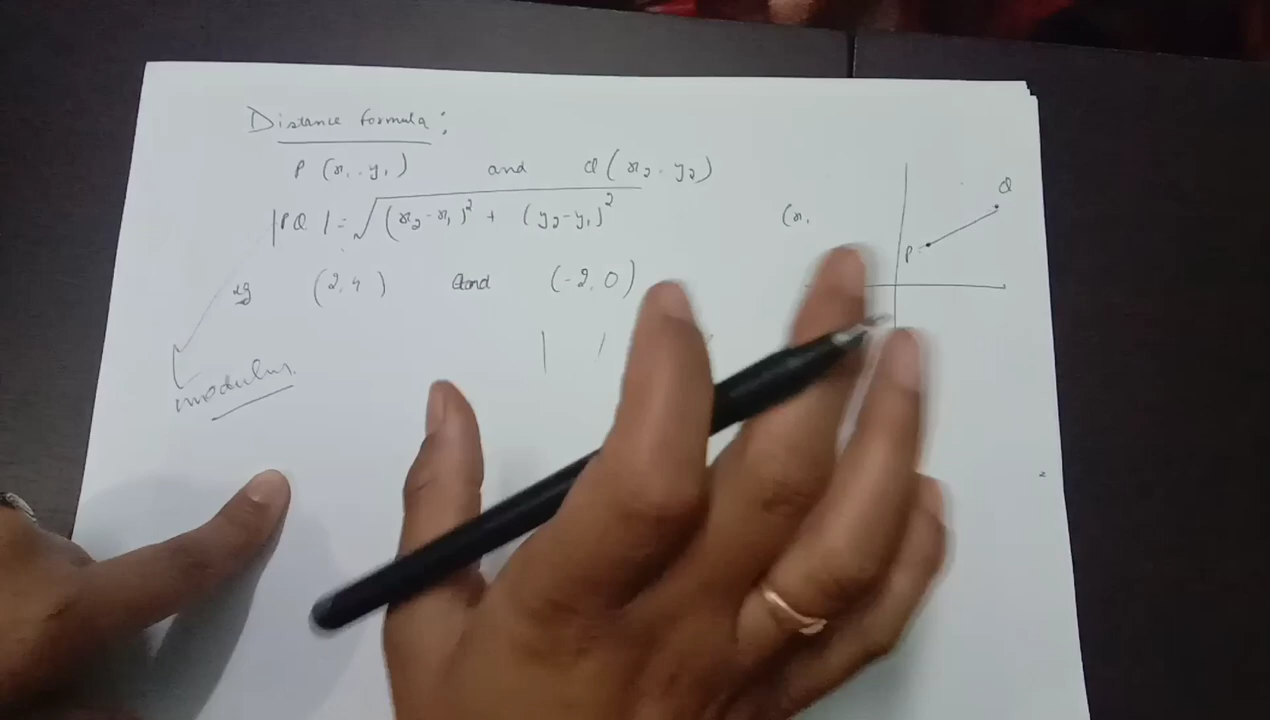 Distance formula:
P (x₁, y₁) and Q (x₂, y₂)
|PQ| = √(x₂-x₁)² + (y₂-y₁)²
(x,
Q
P
eg (2, 4) and (-2, 0)
| |
modulus.